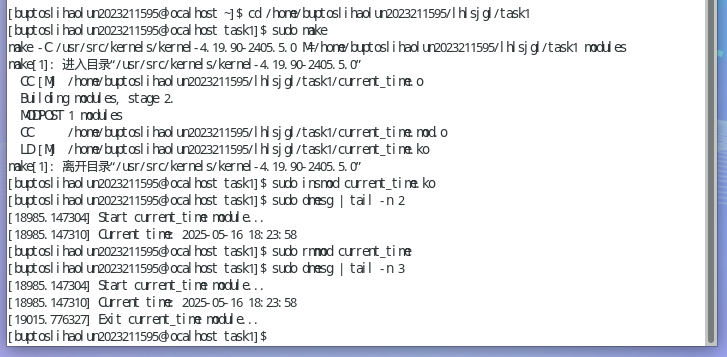 [buptoslihaolun2023211595@localhost ~]$ cd /home/buptoslihaolun2023211595/lhlsjgl/task1
[buptoslihaolun2023211595@localhost task1]$ sudo make
make -C /usr/src/kernels/kernel-4.19.90-2405.5.0 M=/home/buptoslihaolun2023211595/lhlsjgl/task1 modules
make[1]: 进入目录“/usr/src/kernels/kernel-4.19.90-2405.5.0”
CC [M]  /home/buptoslihaolun2023211595/lhlsjgl/task1/current_time.o
Building modules, stage 2.
MODPOST 1 modules
CC      /home/buptoslihaolun2023211595/lhlsjgl/task1/current_time.mod.o
LD [M]  /home/buptoslihaolun2023211595/lhlsjgl/task1/current_time.ko
make[1]: 离开目录“/usr/src/kernels/kernel-4.19.90-2405.5.0”
[buptoslihaolun2023211595@localhost task1]$ sudo insmod current_time.ko
[buptoslihaolun2023211595@localhost task1]$ sudo dmesg | tail -n 2
[18985.147304] Start current_time module...
[18985.147310] Current time: 2025-05-16 18:23:58
[buptoslihaolun2023211595@localhost task1]$ sudo rmmod current_time
[buptoslihaolun2023211595@localhost task1]$ sudo dmesg | tail -n 3
[18985.147304] Start current_time module...
[18985.147310] Current time: 2025-05-16 18:23:58
[19015.776327] Exit current_time module...
[buptoslihaolun2023211595@localhost task1]$